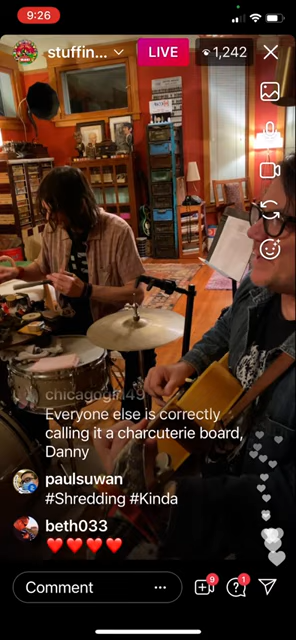 9:26
stuffin...
LIVE
1,242
chicagogin49
Everyone else is correctly
calling it a charcuterie board,
Danny
paulsuwan
#Shredding #Kinda
beth033
Comment
9
1